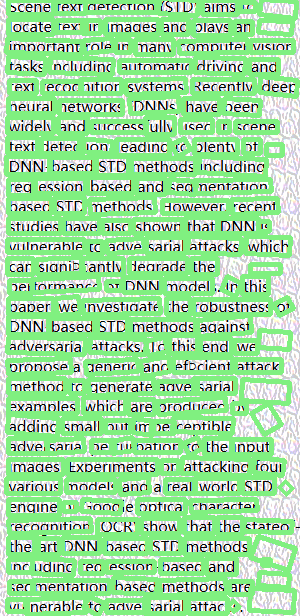 Scene text detection (STD) aims to
locate text in images and plays an
important role in many computer vision
tasks including automatic driving and
text recognition systems. Recently, deep
neural networks (DNNs) have been
widely and successfully used in scene
text detection, leading to plenty of
DNN-based STD methods including
regression-based and segmentation-
based STD methods. However, recent
studies have also shown that DNN is
vulnerable to adversarial attacks, which
can significantly degrade the
performance of DNN models. In this
paper, we investigate the robustness of
DNN-based STD methods against
adversarial attacks. To this end, we
propose a generic and efficient attack
method to generate adversarial
examples, which are produced by
adding small but imperceptible
adversarial perturbation to the input
images. Experiments on attacking four
various models and a real-world STD
engine of Google optical character
recognition (OCR) show that the state-of-
the-art DNN-based STD methods
including regression-based and
segmentation-based methods are
vulnerable to adversarial attacks